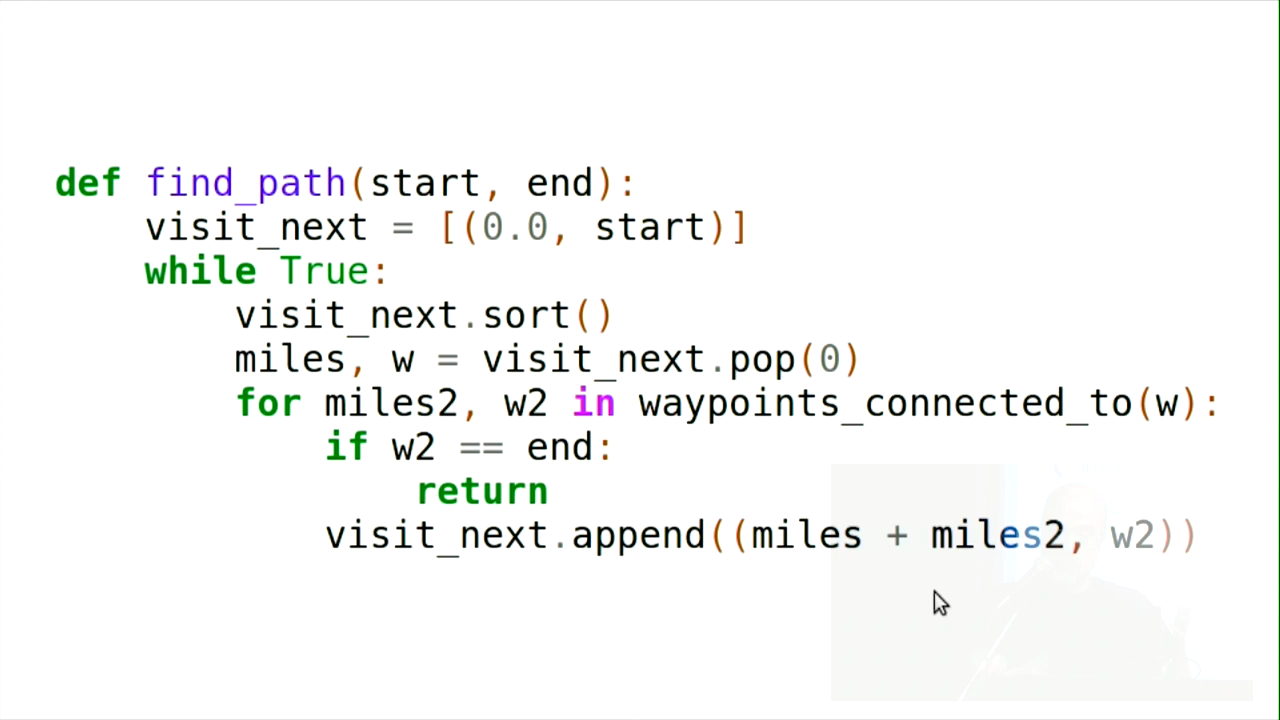 def find_path(start, end):
    visit_next = [(0.0, start)]
    while True:
        visit_next.sort()
        miles, w = visit_next.pop(0)
        for miles2, w2 in waypoints_connected_to(w):
            if w2 == end:
                return
            visit_next.append((miles + miles2, w2))